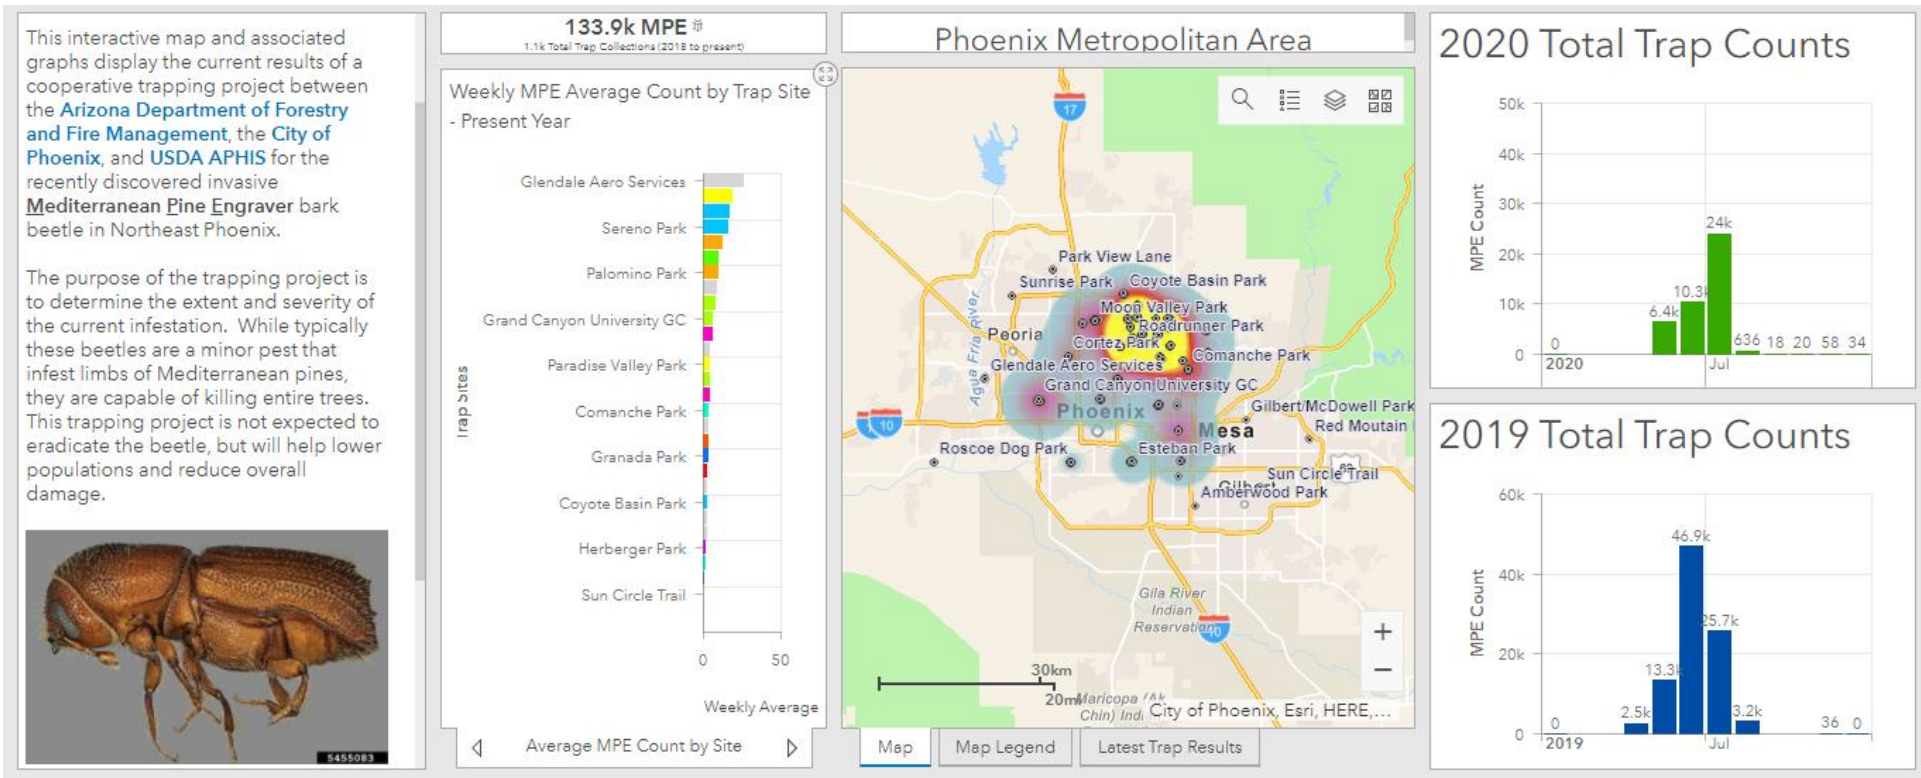 This interactive map and associated
graphs display the current results of a
cooperative trapping project between
the Arizona Department of Forestry
and Fire Management, the City of
Phoenix, and USDA APHIS for the
recently discovered invasive
Mediterranean Pine Engraver bark
beetle in Northeast Phoenix.
The purpose of the trapping project is
to determine the extent and severity of
the current infestation. While typically
these beetles are a minor pest that
infest limbs of Mediterranean pines,
they are capable of killing entire trees.
This trapping project is not expected to
eradicate the beetle, but will help lower
populations and reduce overall
damage.
5455083
133.9k MPE
1.1k Total Trap Collections (2018 to present)
Weekly MPE Average Count by Trap Site
- Present Year
Trap Sites
Glendale Aero Services
Sereno Park
Palomino Park
Grand Canyon University GC
Paradise Valley Park
Comanche Park
Granada Park
Coyote Basin Park
Herberger Park
Sun Circle Trail
0 50
Weekly Average
Average MPE Count by Site
Phoenix Metropolitan Area
17
Park View Lane
Sunrise Park
Coyote Basin Park
Moon Valley Park
Roadrunner Park
Peoria
Agua Fria River
Cortez Park
Comanche Park
Glendale Aero Services
Grand Canyon University GC
Phoenix
Gilbert/McDowell Park
10
Mesa
Red Moutain
Roscoe Dog Park
Esteban Park
Sun Circle Trail
Gilbert
Amberwood Park
Gila River
Indian
Reservation
10
30km
20mi
Maricopa (Ak
Chin) Indi
City of Phoenix, Esri, HERE,...
+
−
Map
Map Legend
Latest Trap Results
2020 Total Trap Counts
MPE Count
50k
40k
30k
20k
10k
0
0
6.4k
10.3k
24k
636
18
20
58
34
2020
Jul
2019 Total Trap Counts
MPE Count
60k
40k
20k
0
0
2.5k
13.3k
46.9k
25.7k
3.2k
36
0
2019
Jul